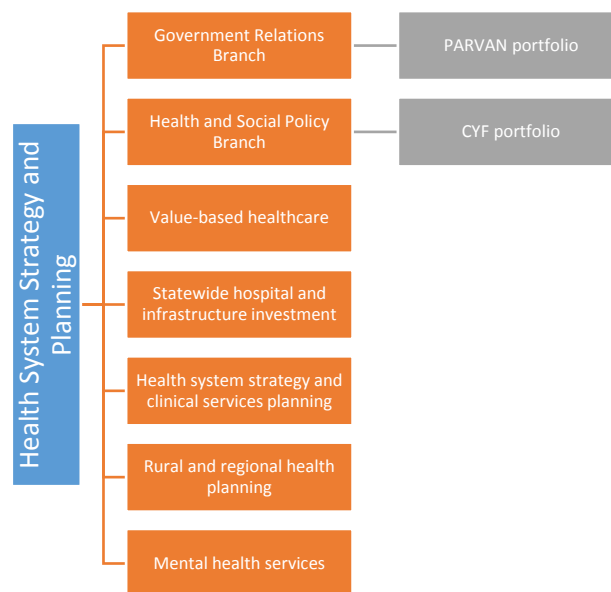 Government Relations
Branch
PARVAN portfolio
Health and Social Policy
Branch
CYF portfolio
Health System Strategy and
Planning
Value-based healthcare
Statewide hospital and
infrastructure investment
Health system strategy and
clinical services planning
Rural and regional health
planning
Mental health services